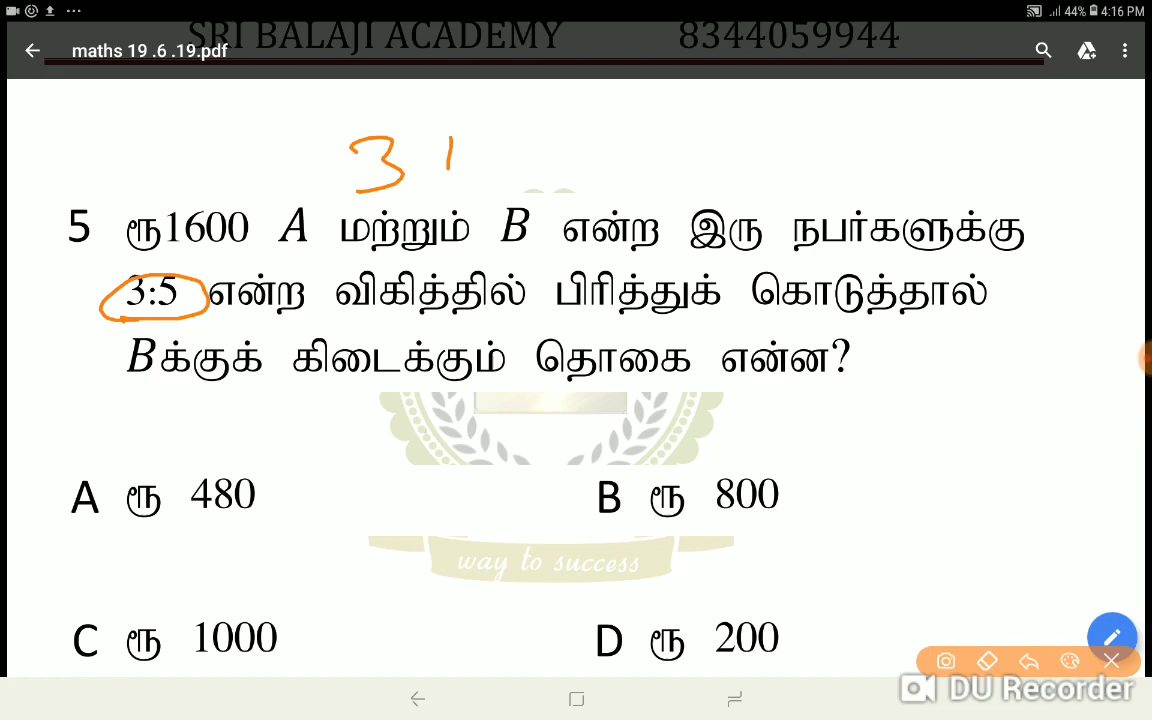 44% 4:16 PM
SRI BALAJI ACADEMY 8344059944
maths 19 .6 .19.pdf
3 1
5 ரூ1600 A மற்றும் B என்ற இரு நபர்களுக்கு
3:5 என்ற விகித்தில் பிரித்துக் கொடுத்தால்
Bக்குக் கிடைக்கும் தொகை என்ன?
A ரூ 480 B ரூ 800
way to success
C ரூ 1000 D ரூ 200
DU Recorder